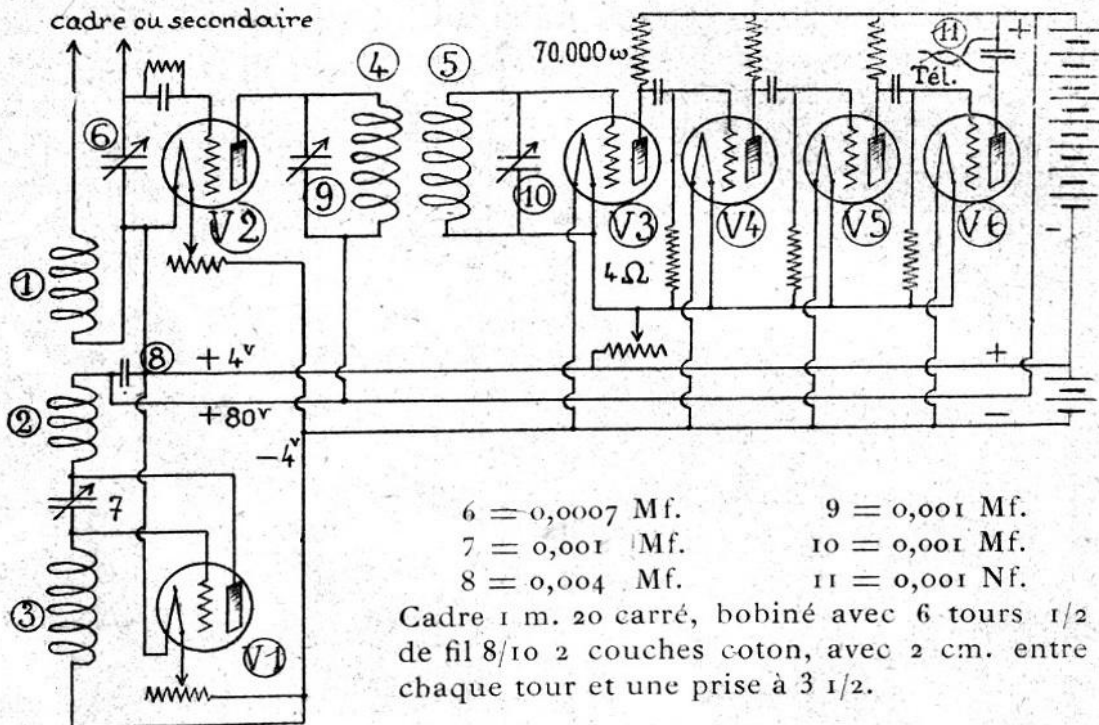 cadre ou secondaire
4
5
70.000 ω
11
+
Tél.
6
9
10
V2
V3
V4
V5
V6
-
1
4 Ω
8
+ 4v
+
2
+ 80v
−
− 4v
7
3
V1
6 = 0,0007 Mf.
9 = 0,001 Mf.
7 = 0,001 Mf.
10 = 0,001 Mf.
8 = 0,004 Mf.
11 = 0,001 Nf.
Cadre 1 m. 20 carré, bobiné avec 6 tours 1/2
de fil 8/10 2 couches coton, avec 2 cm. entre
chaque tour et une prise à 3 1/2.